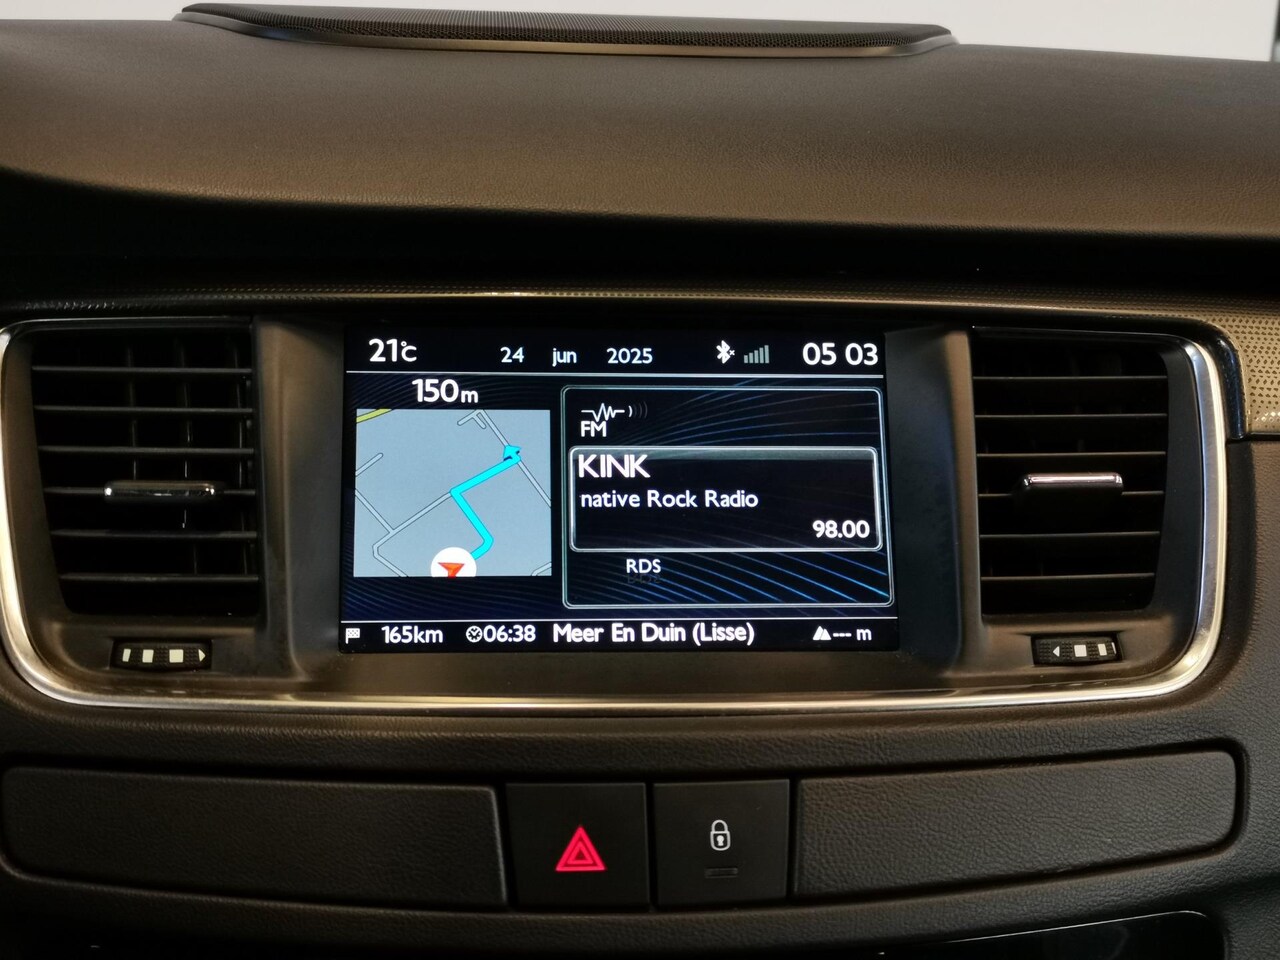 21°c 24 jun 2025 05 03
150m
FM
KINK
native Rock Radio
98.00
RDS
165km 06:38 Meer En Duin (Lisse) --- m